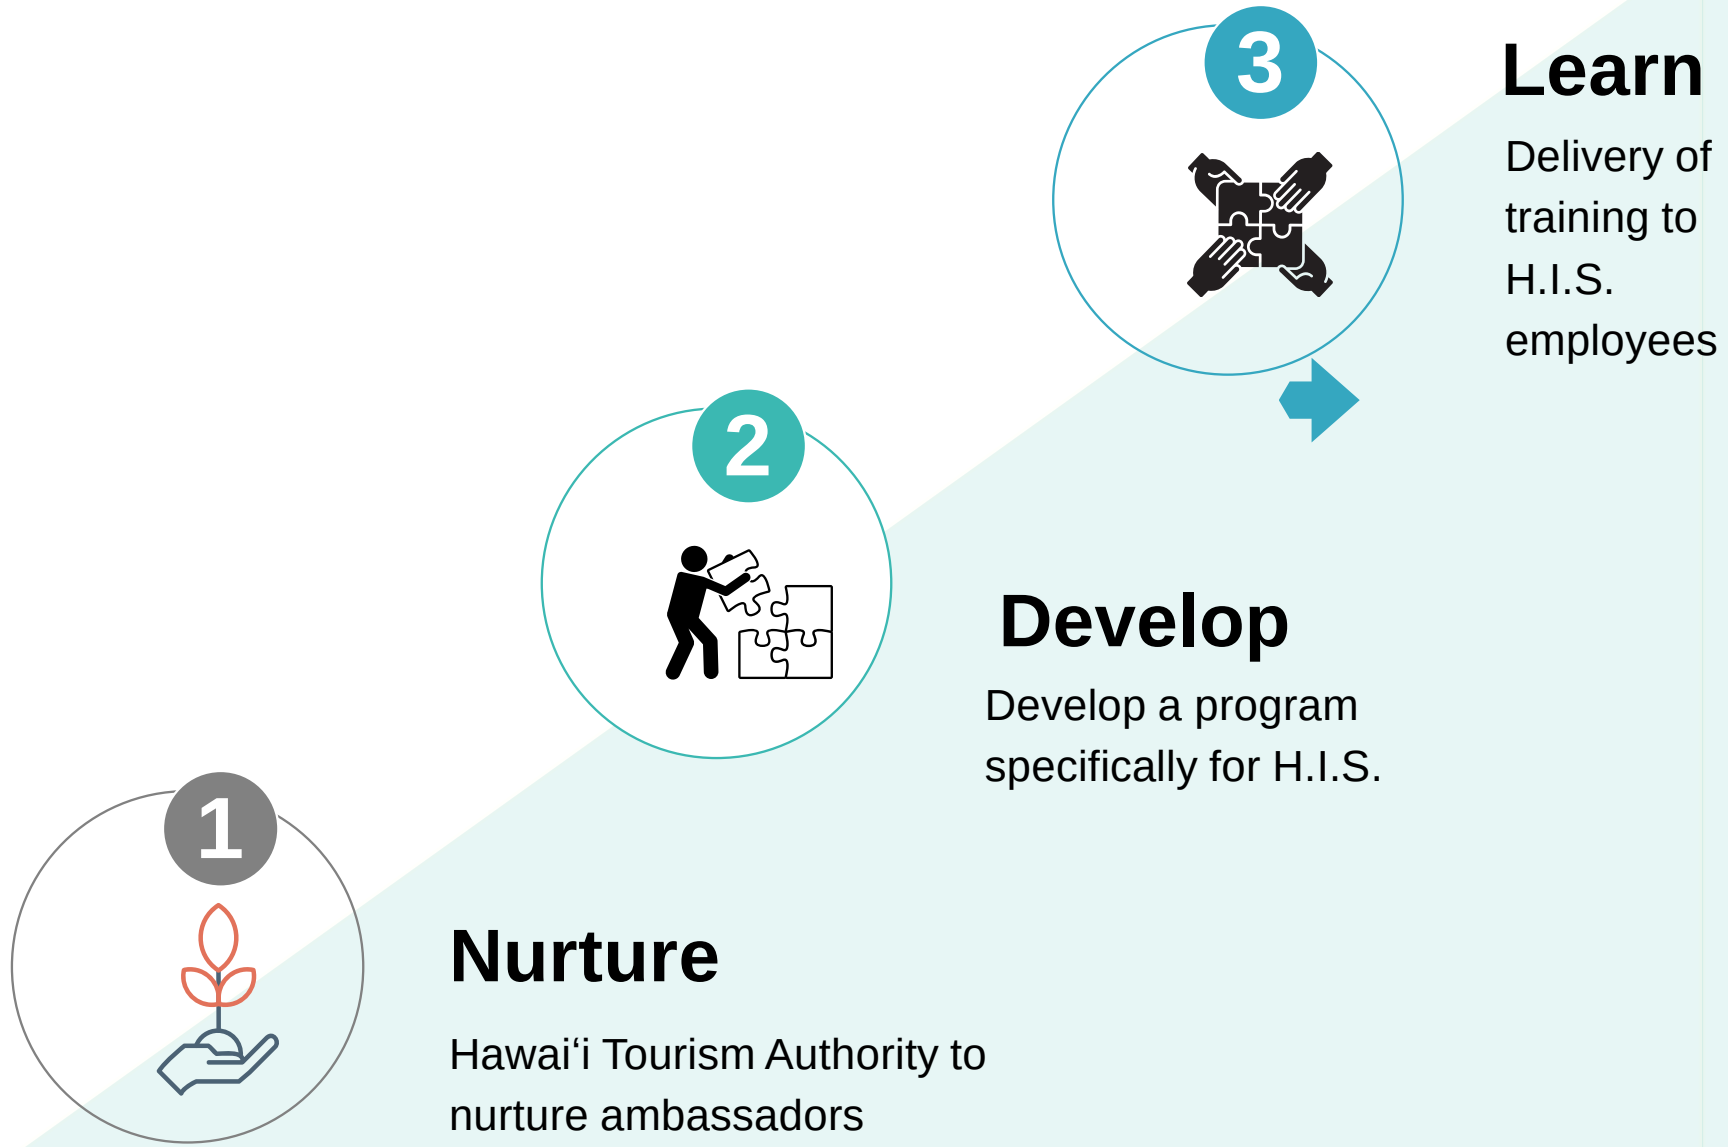 3
Learn
Delivery of
training to
H.I.S.
employees
2
Develop
Develop a program
specifically for H.I.S.
1
Nurture
Hawaiʻi Tourism Authority to
nurture ambassadors